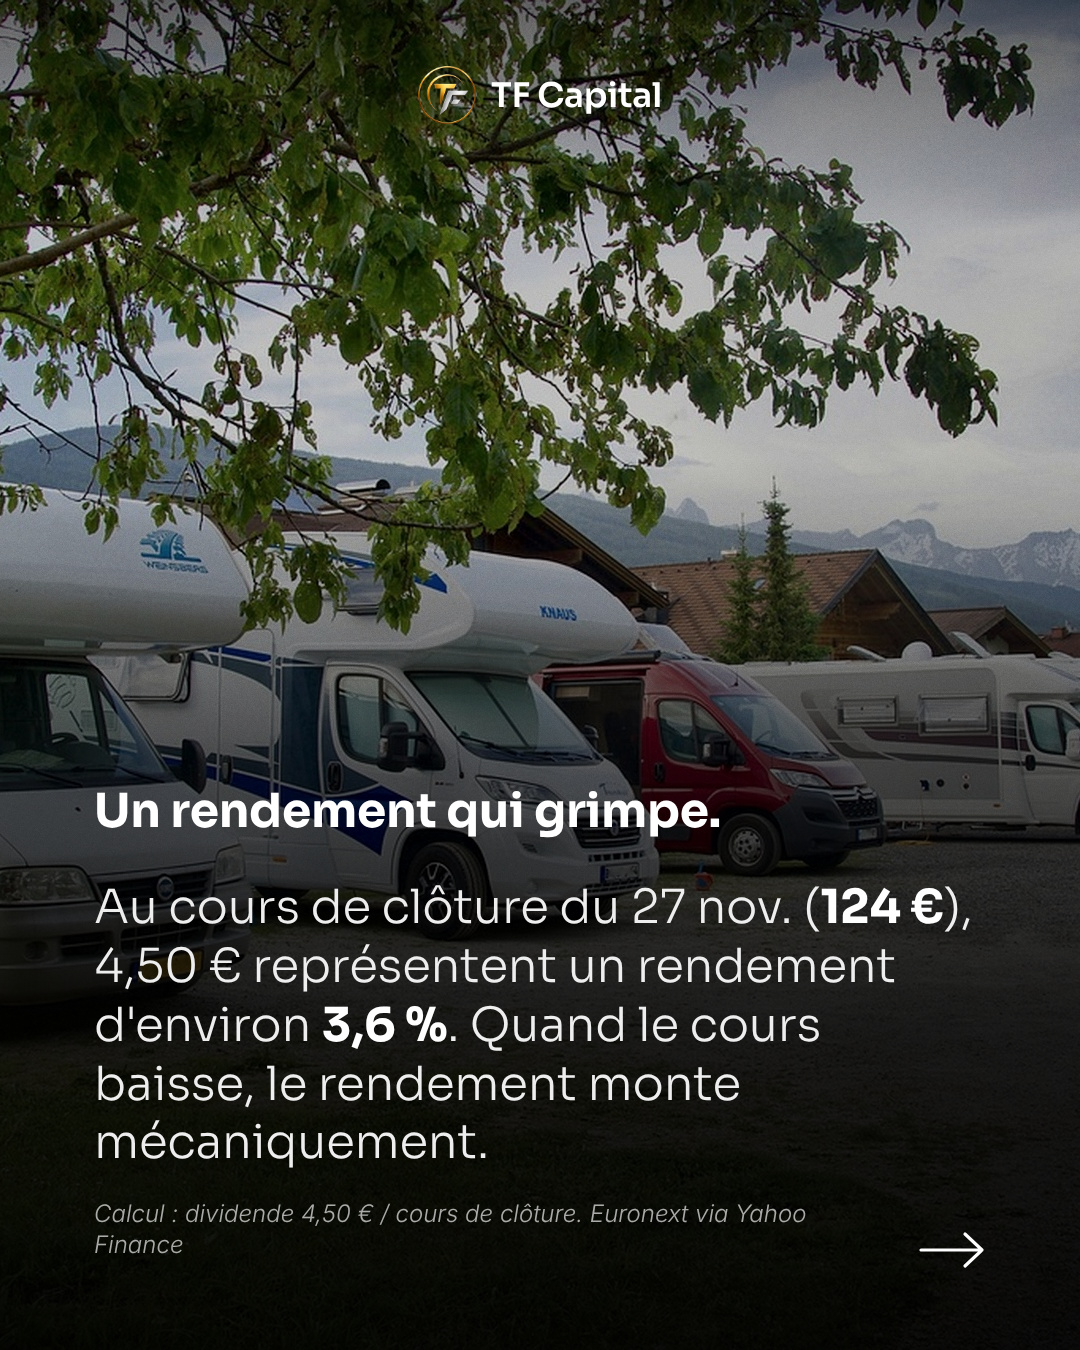 TF Capital
WEINSBERG
KNAUS
Un rendement qui grimpe.
Au cours de clôture du 27 nov. (124 €),
4,50 € représentent un rendement
d'environ 3,6 %. Quand le cours
baisse, le rendement monte
mécaniquement.
Calcul : dividende 4,50 € / cours de clôture. Euronext via Yahoo
Finance